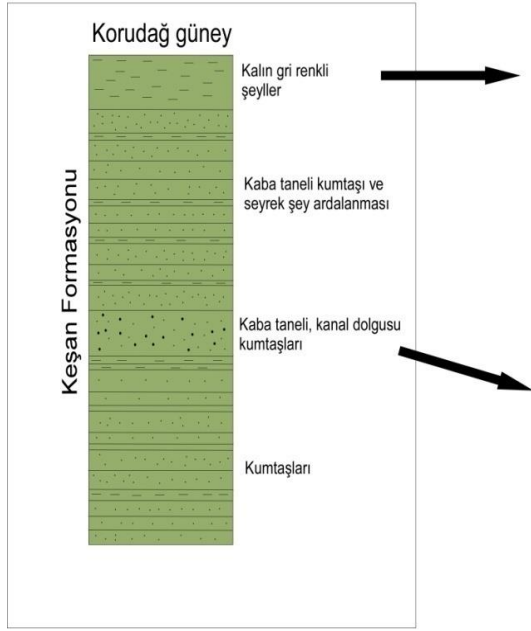 Korudağ güney
Keşan Formasyonu
Kalın gri renkli
şeyller
Kaba taneli kumtaşı ve
seyrek şey ardalanması
Kaba taneli, kanal dolgusu
kumtaşları
Kumtaşları